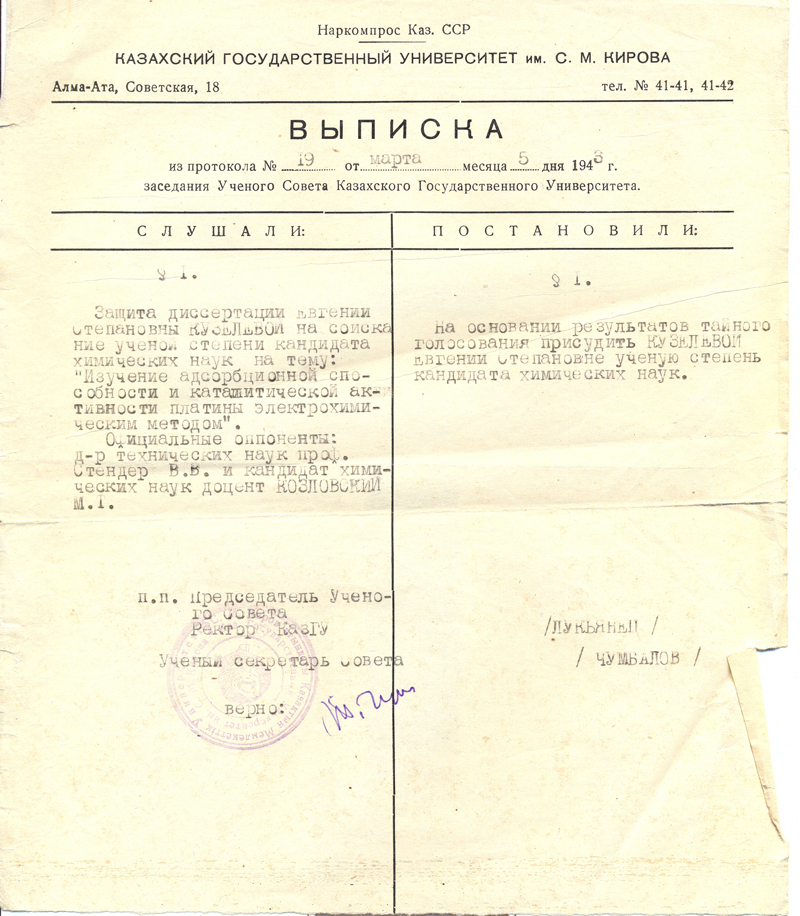 Наркомпрос Каз. ССР
КАЗАХСКИЙ ГОСУДАРСТВЕННЫЙ УНИВЕРСИТЕТ им. С. М. КИРОВА
Алма-Ата, Советская, 18 тел. № 41-41, 41-42
ВЫПИСКА
из протокола № 19 от марта месяца 5 дня 1943 г.
заседания Ученого Совета Казахского Государственного Университета.
СЛУШАЛИ:
§ 1.
Защита диссертации Евгении
Степановны КУЗЕЛЕВОЙ на соиска
ние ученой степени кандидата
химических наук на тему:
"Изучение адсорбционной спо-
собности и каталитической ак-
тивности платины электрохими-
ческим методом".
Официальные оппоненты:
д-р технических наук проф.
Стендер В.В. и кандидат хими-
ческих наук доцент КОЗЛОВСКИЙ
М.Т.
ПОСТАНОВИЛИ:
§ 1.
На основании результатов тайного
голосования присудить КУЗЕЛЕВОЙ
Евгении Степановне ученую степень
кандидата химических наук.
п.п. Председатель Учено-
го Совета
Ректор КазГУ /ЛУКЬЯНЕЦ /
Ученый секретарь Совета / ЧУМБАЛОВ /
верно: